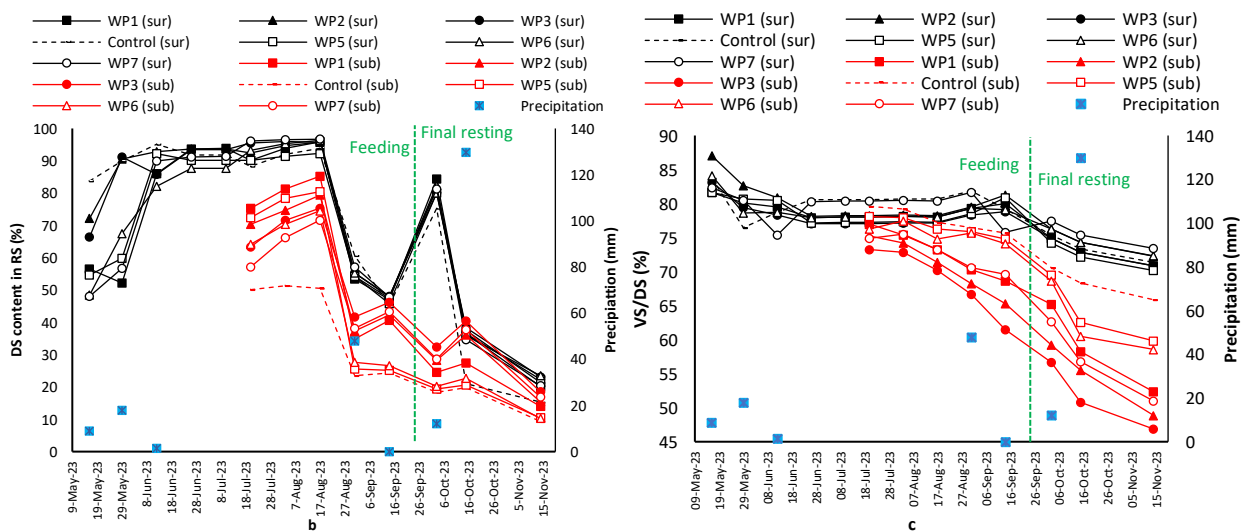 WP1 (sur) WP2 (sur) WP3 (sur)
Control (sur) WP5 (sur) WP6 (sur)
WP7 (sur) WP1 (sub) WP2 (sub)
WP3 (sub) Control (sub) WP5 (sub)
WP6 (sub) WP7 (sub) Precipitation
DS content in RS (%)
100
90
80
70
60
50
40
30
20
10
0
Feeding
Final resting
140
120
100
80
60
40
20
0
Precipiattion (mm)
9-May-23
19-May-23
29-May-23
8-Jun-23
18-Jun-23
28-Jun-23
8-Jul-23
18-Jul-23
28-Jul-23
7-Aug-23
17-Aug-23
27-Aug-23
6-Sep-23
16-Sep-23
26-Sep-23
6-Oct-23
16-Oct-23
26-Oct-23
5-Nov-23
15-Nov-23
b
WP1 (sur) WP2 (sur) WP3 (sur)
Control (sur) WP5 (sur) WP6 (sur)
WP7 (sur) WP1 (sub) WP2 (sub)
WP3 (sub) Control (sub) WP5 (sub)
WP6 (sub) WP7 (sub) Precipitation
VS/DS (%)
90
85
80
75
70
65
60
55
50
45
Feeding
Final resting
140
120
100
80
60
40
20
0
Precipitation (mm)
09-May-23
19-May-23
29-May-23
08-Jun-23
18-Jun-23
28-Jun-23
08-Jul-23
18-Jul-23
28-Jul-23
07-Aug-23
17-Aug-23
27-Aug-23
06-Sep-23
16-Sep-23
26-Sep-23
06-Oct-23
16-Oct-23
26-Oct-23
05-Nov-23
15-Nov-23
c